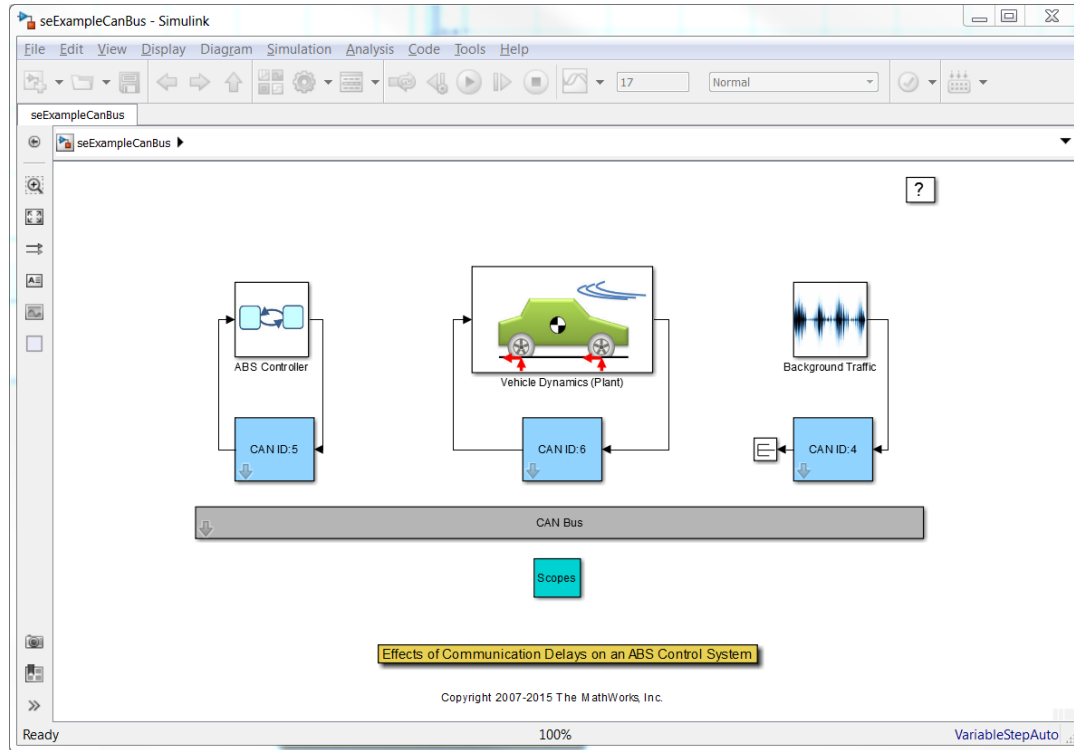 seExampleCanBus - Simulink
File Edit View Display Diagram Simulation Analysis Code Tools Help
17 Normal
seExampleCanBus
seExampleCanBus
?
ABS Controller
Vehicle Dynamics (Plant)
Background Traffic
CAN ID:5
CAN ID:6
CAN ID:4
CAN Bus
Scopes
Effects of Communication Delays on an ABS Control System
Copyright 2007-2015 The MathWorks, Inc.
Ready 100% VariableStepAuto